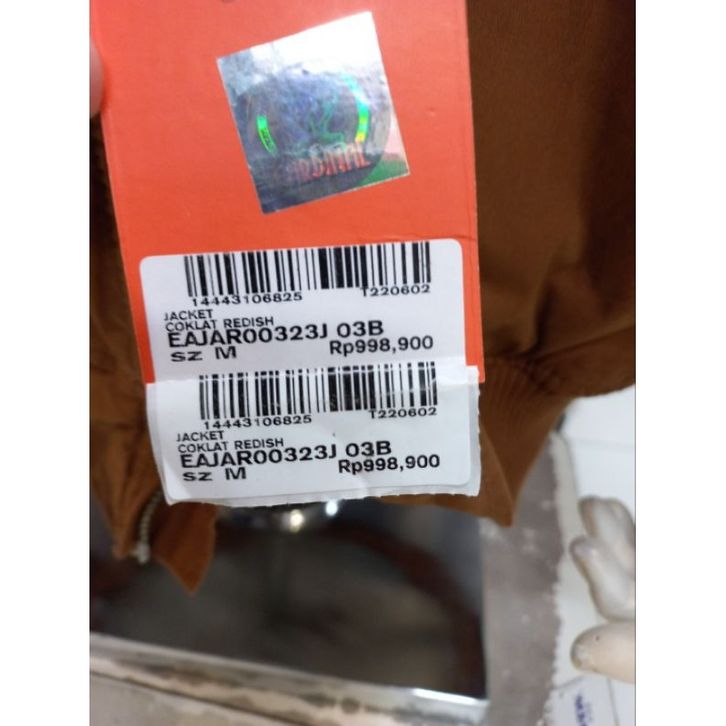 14443106825 T220602
JACKET
COKLAT REDISH
EAJAR00323J 03B
SZ M Rp998,900
14443106825 T220602
JACKET
COKLAT REDISH
EAJAR00323J 03B
SZ M Rp998,900